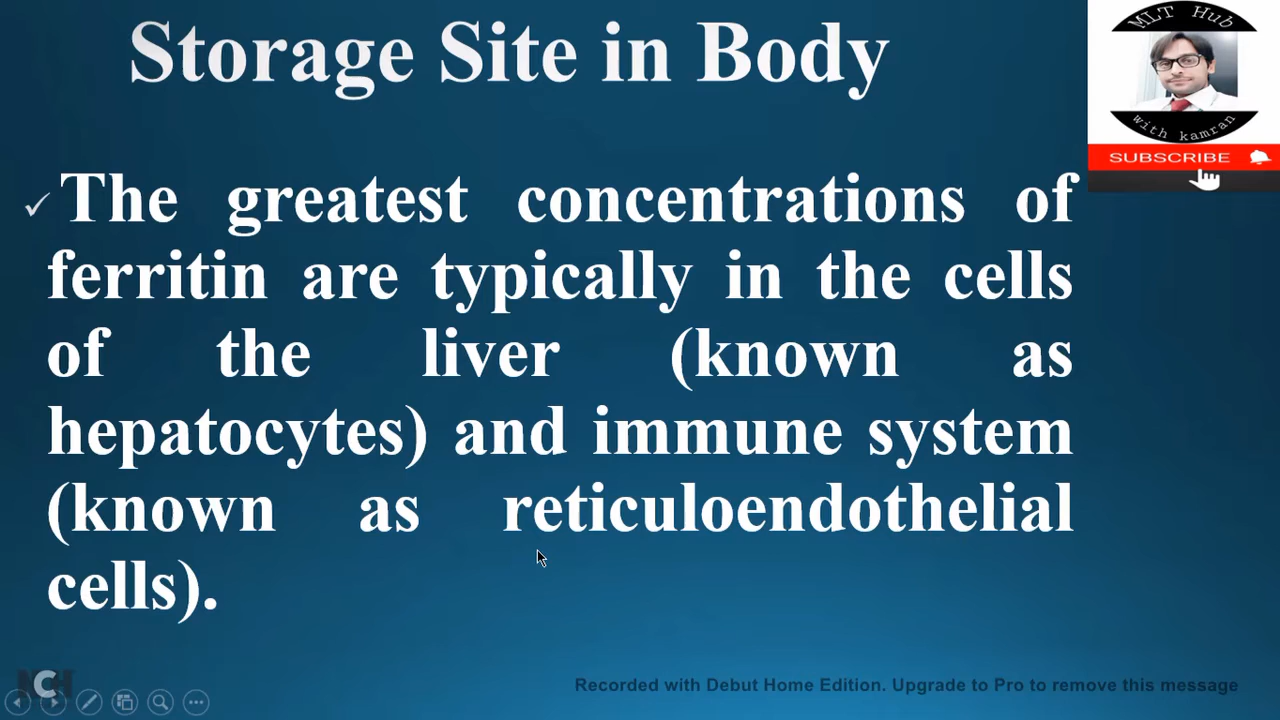 Storage Site in Body
MLT Hub
with kamran
SUBSCRIBE
✓ The greatest concentrations of
ferritin are typically in the cells
of the liver (known as
hepatocytes) and immune system
(known as reticuloendothelial
cells).
Recorded with Debut Home Edition. Upgrade to Pro to remove this message